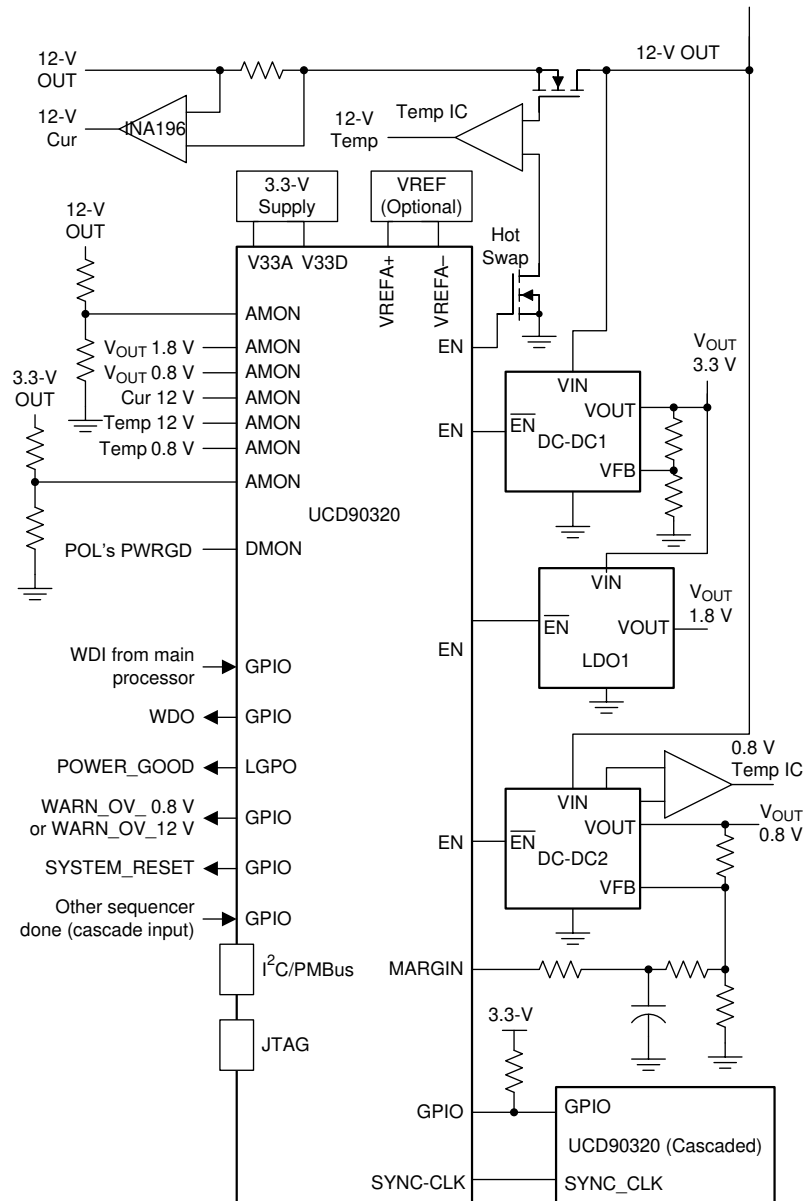 12-V
OUT
12-V OUT
INA196
12-V
Cur
Temp IC
12-V
Temp
3.3-V
Supply
VREF
(Optional)
12-V
OUT
Hot
Swap
V33A V33D
VREFA+
VREFA–
AMON
EN
VOUT 1.8 V
AMON
VOUT 0.8 V
AMON
Cur 12 V
AMON
Temp 12 V
AMON
Temp 0.8 V
AMON
3.3-V
OUT
AMON
VOUT
3.3 V
VIN
VOUT
EN
EN
DC-DC1
VFB
UCD90320
POL's PWRGD
DMON
VIN
VOUT
1.8 V
EN
VOUT
EN
LDO1
WDI from main
processor
GPIO
WDO
GPIO
POWER_GOOD
LGPO
0.8 V
Temp IC
WARN_OV_ 0.8 V
or WARN_OV_12 V
GPIO
VIN
VOUT
VOUT
0.8 V
EN
EN
DC-DC2
SYSTEM_RESET
GPIO
VFB
Other sequencer
done (cascade input)
GPIO
I2C/PMBus
MARGIN
3.3-V
JTAG
GPIO
GPIO
UCD90320 (Cascaded)
SYNC-CLK
SYNC_CLK